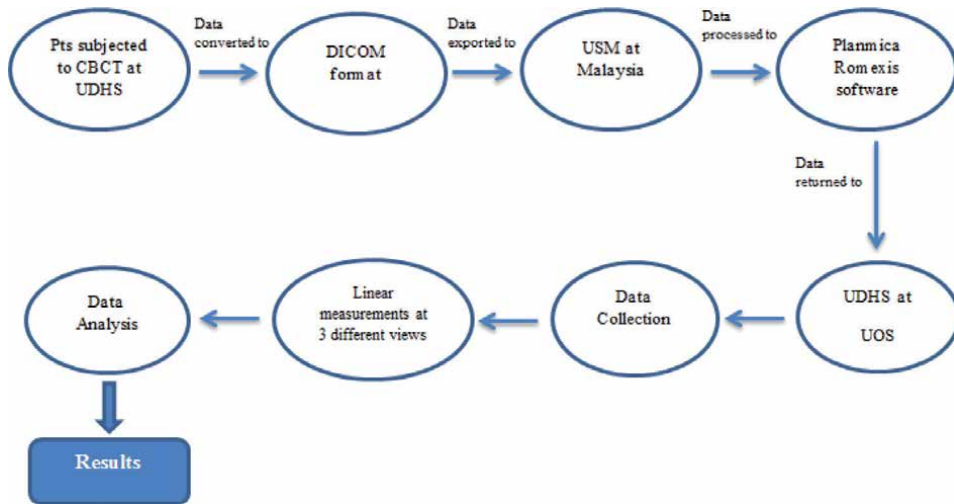 Pts subjected
to CBCT at
UDHS
Data
converted to
DICOM
format
Data
exported to
USM at
Malaysia
Data
processed to
Planmica
Romexis
software
Data
returned to
UDHS at
UOS
Data
Collection
Linear
measurements at
3 different views
Data
Analysis
Results